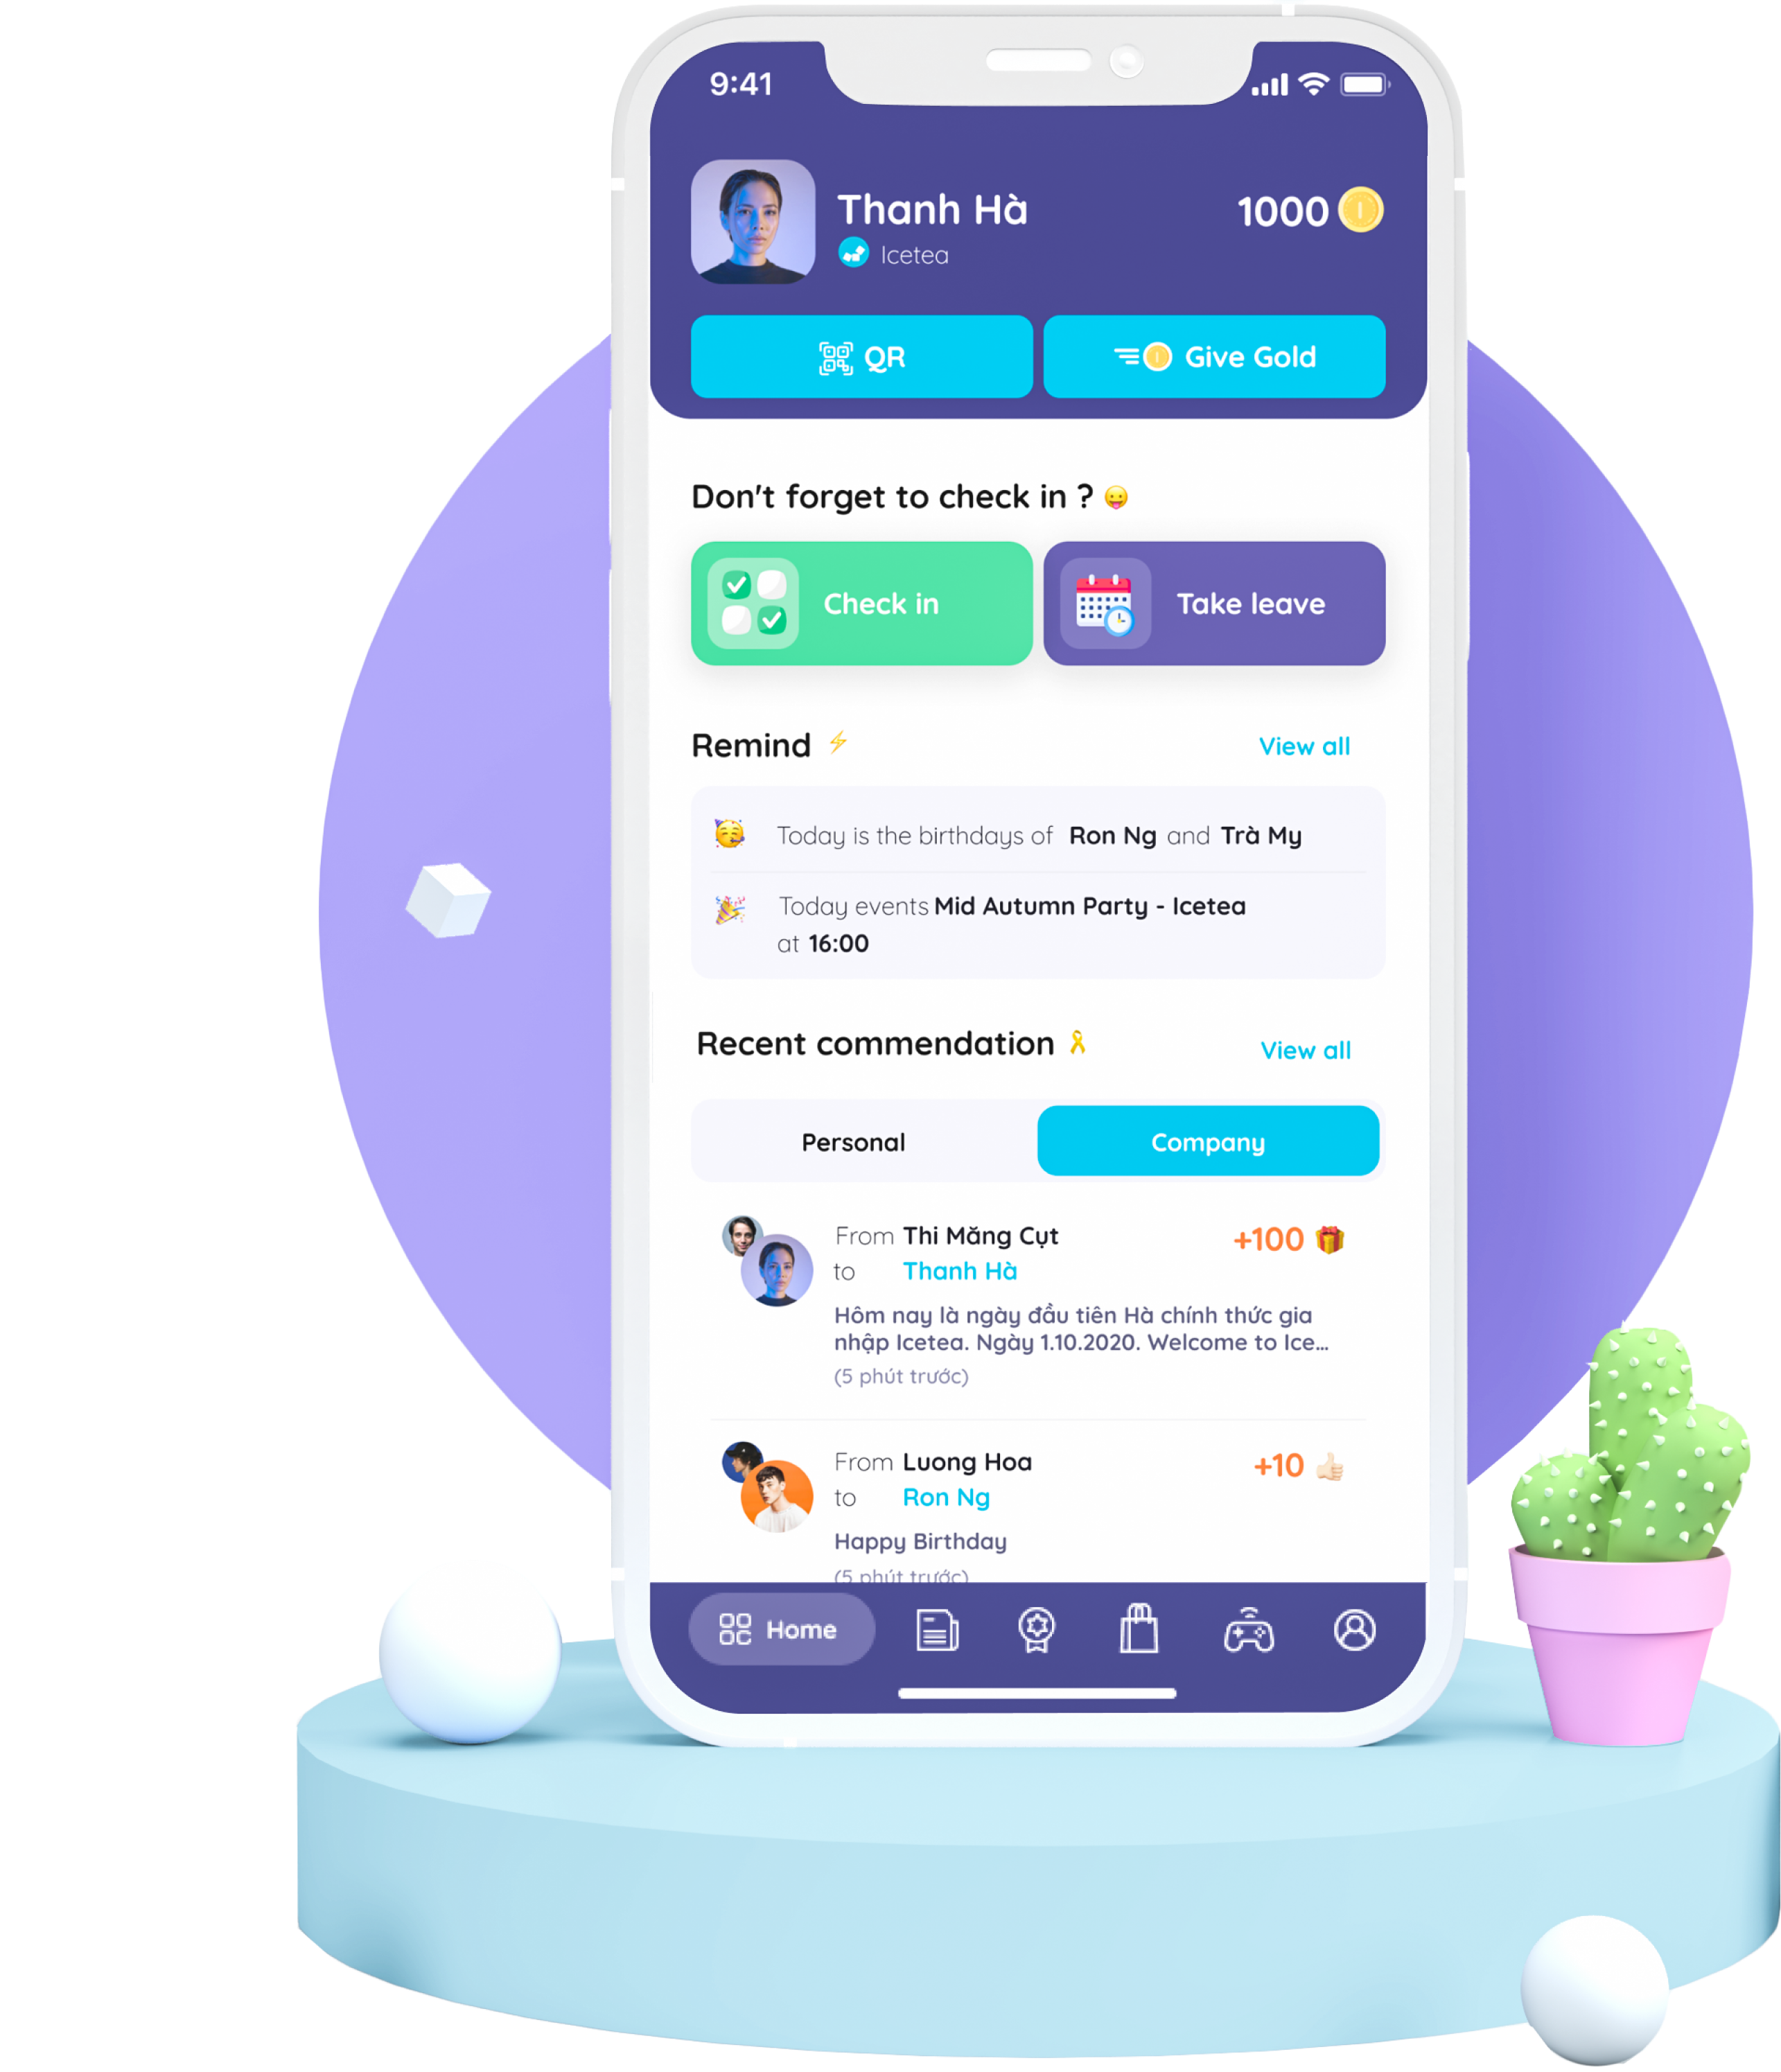 9:41
Thanh Hà
1000
Icetea
QR
Give Gold
Don't forget to check in ?
Check in
Take leave
Remind
View all
Today is the birthdays of Ron Ng and Trà My
Today events Mid Autumn Party - Icetea
at 16:00
Recent commendation
View all
Personal
Company
From Thi Măng Cụt
+100
to Thanh Hà
Hôm nay là ngày đầu tiên Hà chính thức gia
nhập Icetea. Ngày 1.10.2020. Welcome to Ice...
(5 phút trước)
From Luong Hoa
+10
to Ron Ng
Happy Birthday
(5 phút trước)
Home